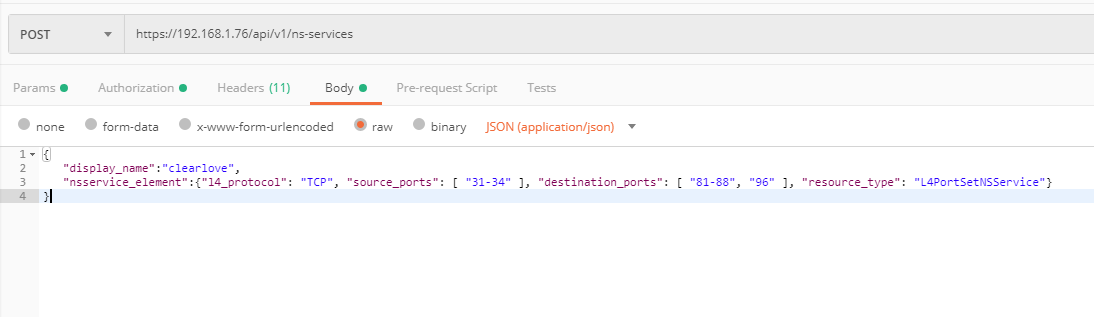 POST https://192.168.1.76/api/v1/ns-services
Params Authorization Headers (11) Body Pre-request Script Tests
none form-data x-www-form-urlencoded raw binary JSON (application/json)
1 {
2 "display_name":"clearlove",
3 "nsservice_element":{"l4_protocol": "TCP", "source_ports": [ "31-34" ], "destination_ports": [ "81-88", "96" ], "resource_type": "L4PortSetNSService"}
4 }